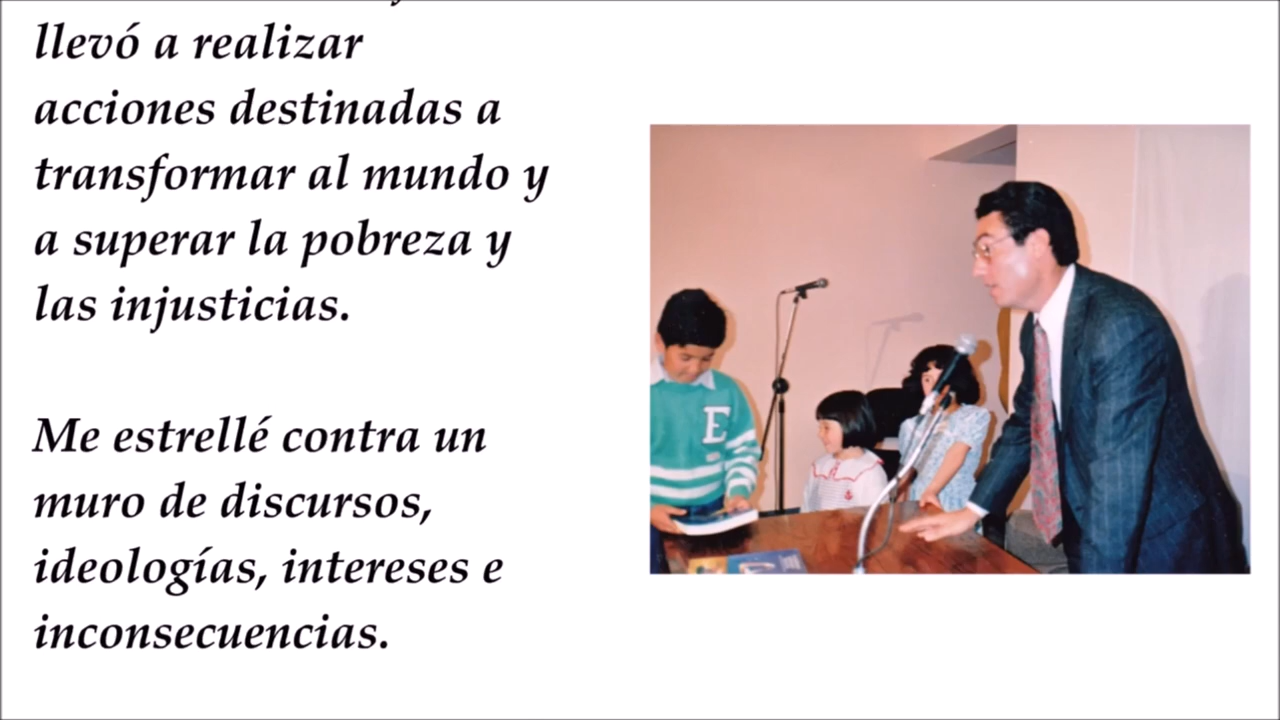 llevó a realizar
acciones destinadas a
transformar al mundo y
a superar la pobreza y
las injusticias.
Me estrellé contra un
muro de discursos,
ideologías, intereses e
inconsecuencias.
E